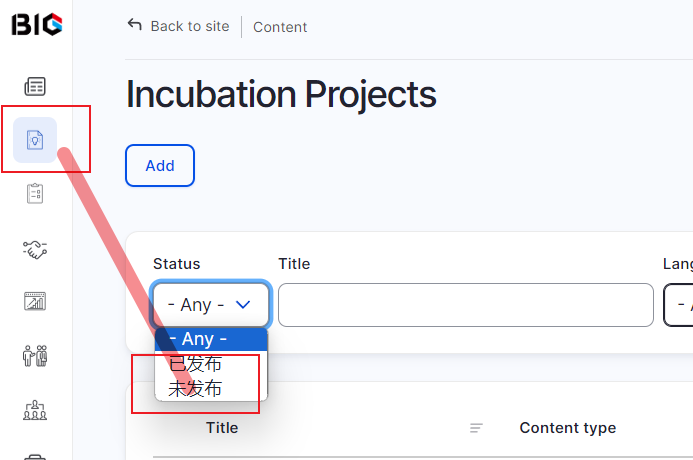 BIG
Back to site
Content
Incubation Projects
Add
Status
Title
Lang
- Any -
- A
- Any -
已发布
未发布
Title
Content type